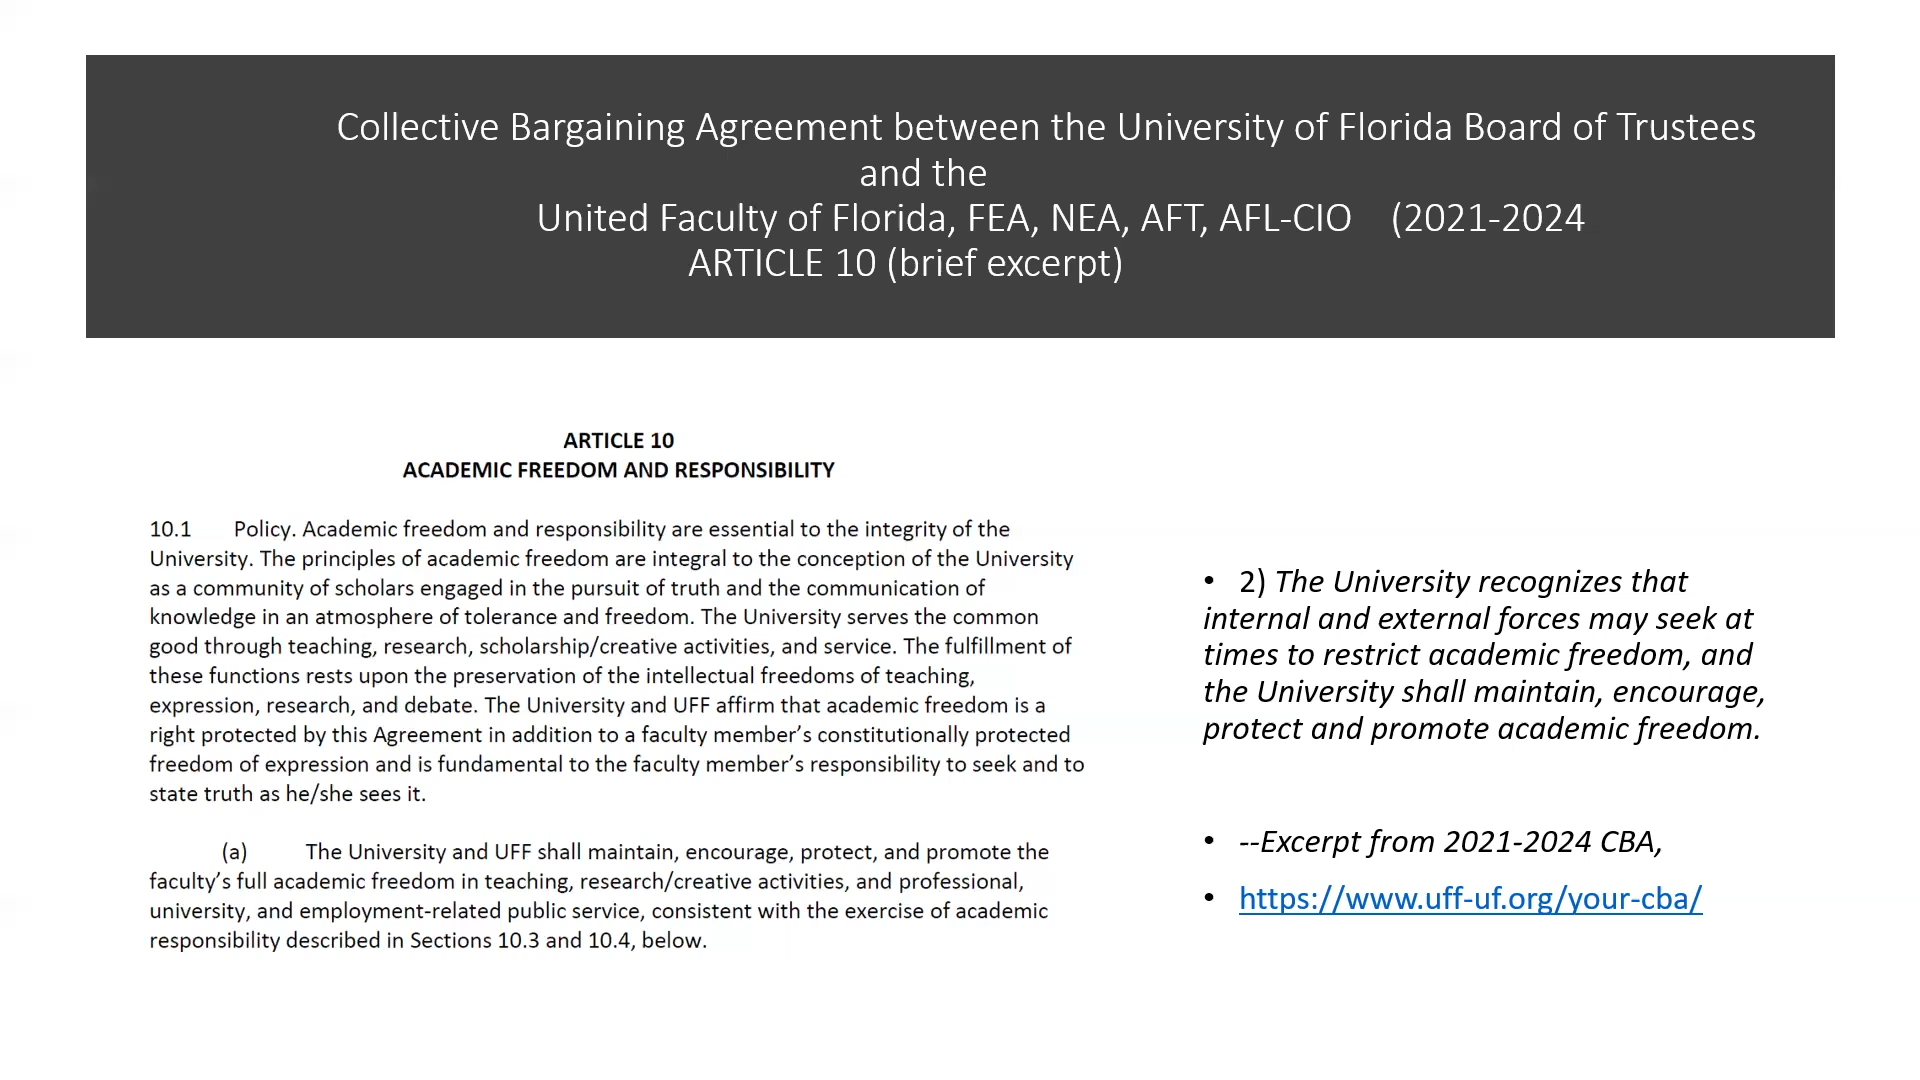 Collective Bargaining Agreement between the University of Florida Board of Trustees
and the
United Faculty of Florida, FEA, NEA, AFT, AFL-CIO (2021-2024
ARTICLE 10 (brief excerpt)
ARTICLE 10
ACADEMIC FREEDOM AND RESPONSIBILITY
10.1 Policy. Academic freedom and responsibility are essential to the integrity of the
University. The principles of academic freedom are integral to the conception of the University
as a community of scholars engaged in the pursuit of truth and the communication of
knowledge in an atmosphere of tolerance and freedom. The University serves the common
good through teaching, research, scholarship/creative activities, and service. The fulfillment of
these functions rests upon the preservation of the intellectual freedoms of teaching,
expression, research, and debate. The University and UFF affirm that academic freedom is a
right protected by this Agreement in addition to a faculty member’s constitutionally protected
freedom of expression and is fundamental to the faculty member’s responsibility to seek and to
state truth as he/she sees it.
(a) The University and UFF shall maintain, encourage, protect, and promote the
faculty’s full academic freedom in teaching, research/creative activities, and professional,
university, and employment-related public service, consistent with the exercise of academic
responsibility described in Sections 10.3 and 10.4, below.
• 2) The University recognizes that
internal and external forces may seek at
times to restrict academic freedom, and
the University shall maintain, encourage,
protect and promote academic freedom.
• --Excerpt from 2021-2024 CBA,
• https://www.uff-uf.org/your-cba/